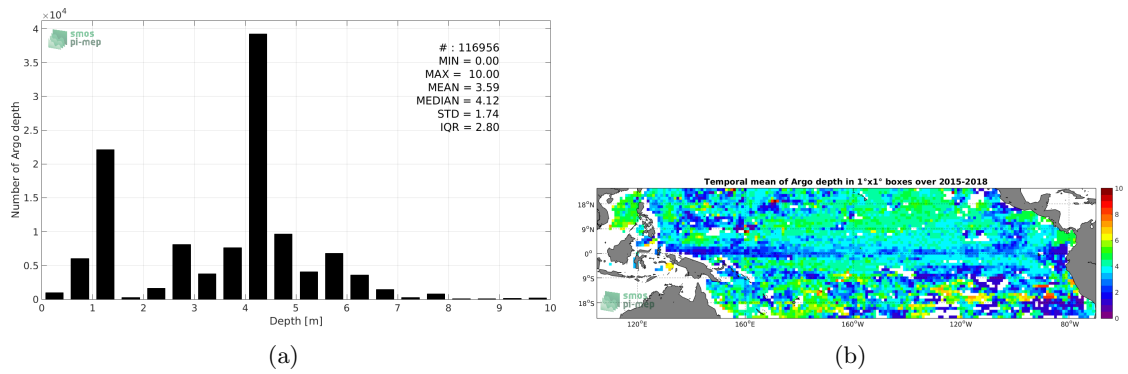 ×10⁴
smos
pi-mep
# : 116956
MIN = 0.00
MAX = 10.00
MEAN = 3.59
MEDIAN = 4.12
STD = 1.74
IQR = 2.80
4
3.5
3
2.5
2
1.5
1
0.5
0
Number of Argo depth
0 1 2 3 4 5 6 7 8 9 10
Depth [m]
(a)
Temporal mean of Argo depth in 1°x1° boxes over 2015-2018
18°N
9°N
0°
9°S
18°S
smos
pi-mep
120°E 160°E 160°W 120°W 80°W
10
8
6
4
2
0
(b)